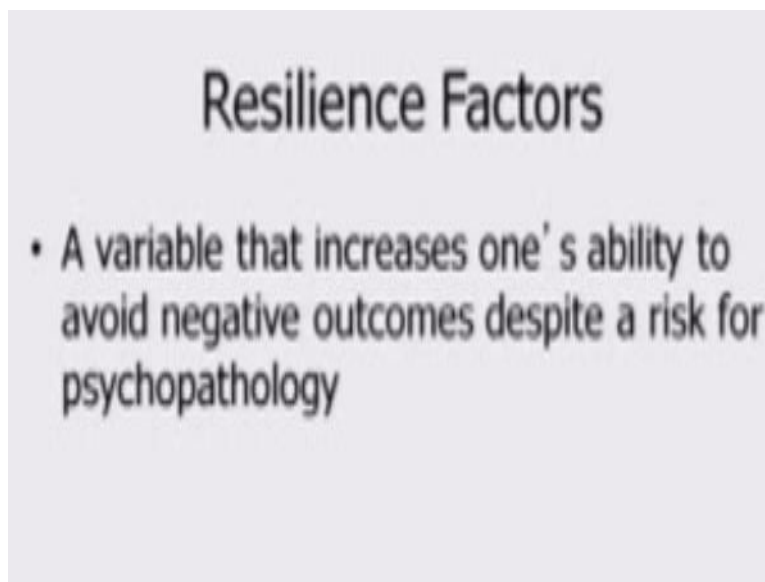 Resilience Factors
• A variable that increases one's ability to
avoid negative outcomes despite a risk for
psychopathology